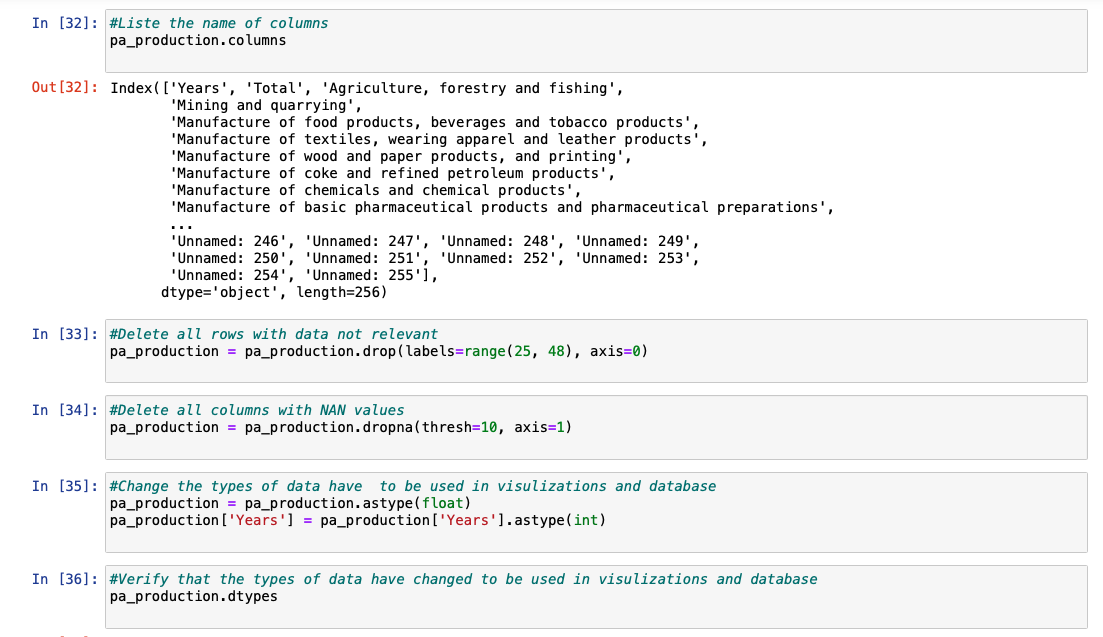 In [32]: #Liste the name of columns
pa_production.columns
Out[32]: Index(['Years', 'Total', 'Agriculture, forestry and fishing',
'Mining and quarrying',
'Manufacture of food products, beverages and tobacco products',
'Manufacture of textiles, wearing apparel and leather products',
'Manufacture of wood and paper products, and printing',
'Manufacture of coke and refined petroleum products',
'Manufacture of chemicals and chemical products',
'Manufacture of basic pharmaceutical products and pharmaceutical preparations',
...
'Unnamed: 246', 'Unnamed: 247', 'Unnamed: 248', 'Unnamed: 249',
'Unnamed: 250', 'Unnamed: 251', 'Unnamed: 252', 'Unnamed: 253',
'Unnamed: 254', 'Unnamed: 255'],
dtype='object', length=256)
In [33]: #Delete all rows with data not relevant
pa_production = pa_production.drop(labels=range(25, 48), axis=0)
In [34]: #Delete all columns with NAN values
pa_production = pa_production.dropna(thresh=10, axis=1)
In [35]: #Change the types of data have  to be used in visulizations and database
pa_production = pa_production.astype(float)
pa_production['Years'] = pa_production['Years'].astype(int)
In [36]: #Verify that the types of data have changed to be used in visulizations and database
pa_production.dtypes